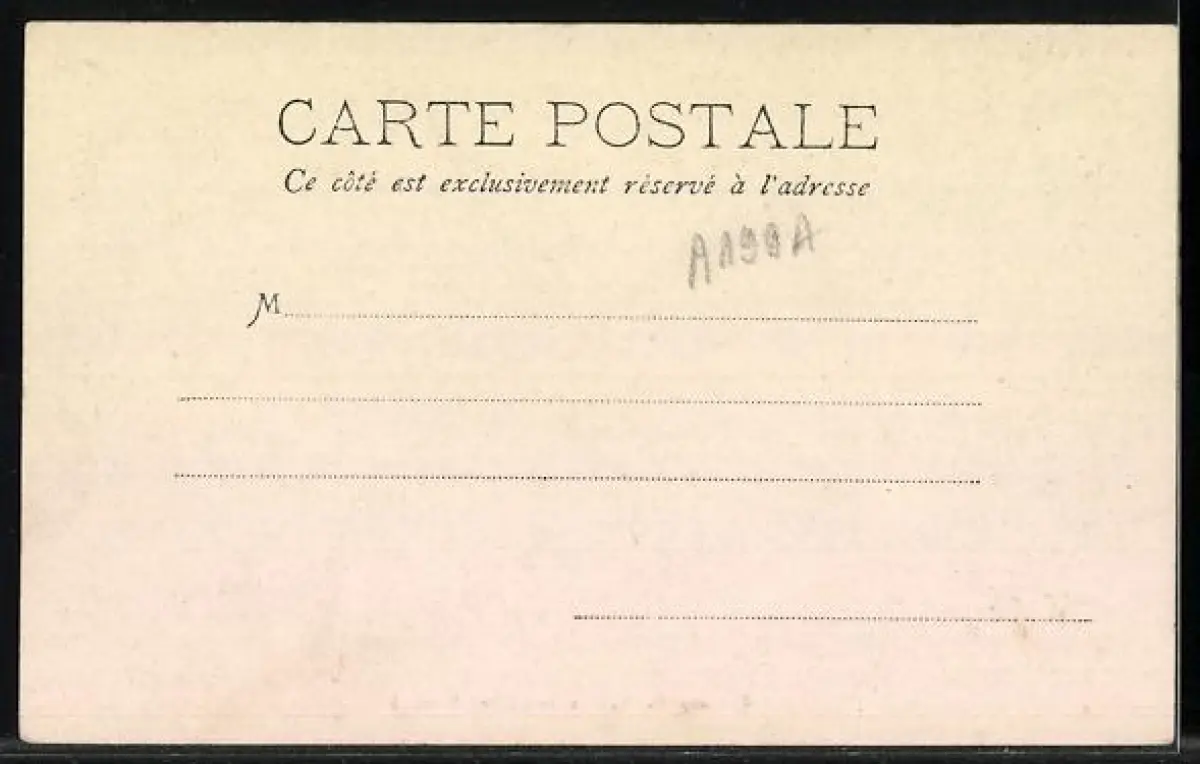 CARTE POSTALE
Ce côté est exclusivement réservé à l'adresse
A199A
M